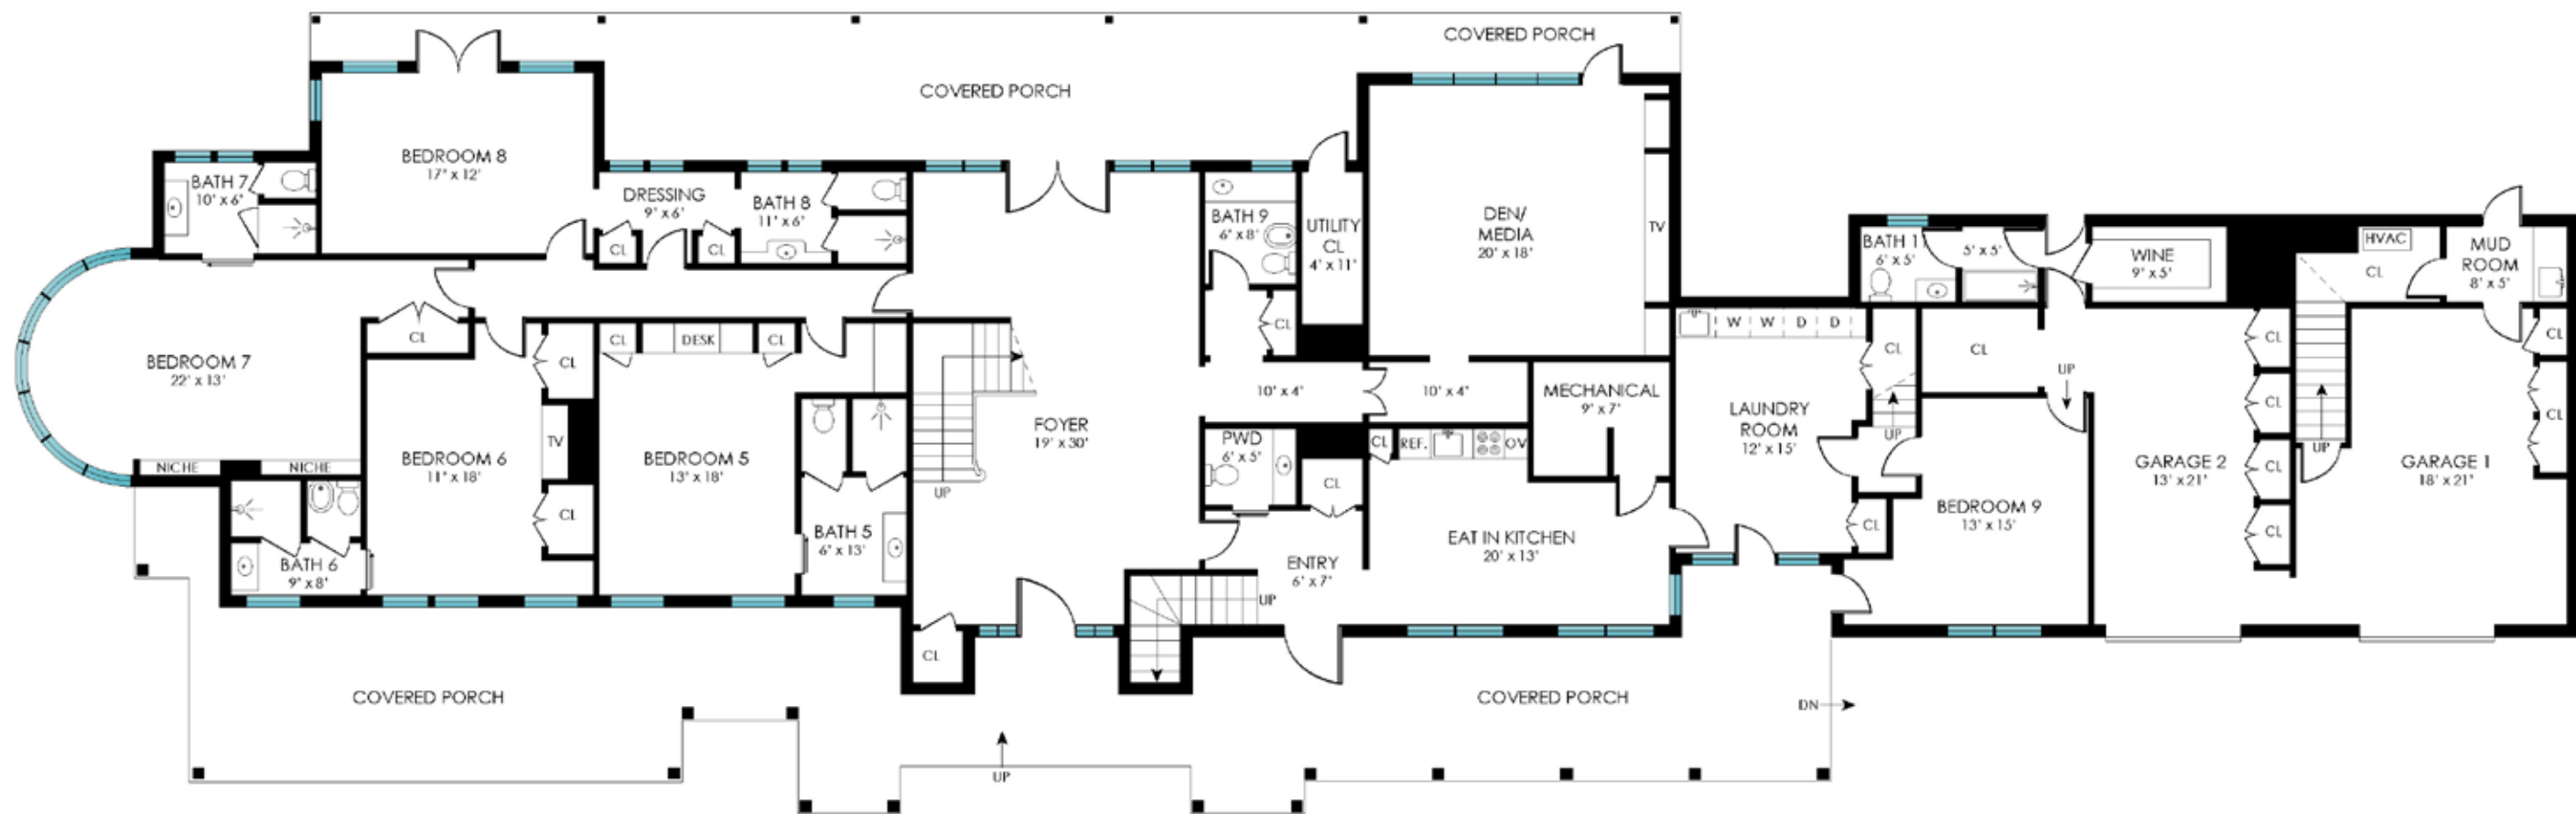 COVERED PORCH
COVERED PORCH
BEDROOM 8
17' x 12'
BATH 7
10' x 6'
DRESSING
9' x 6'
CL
CL
BATH 8
11' x 6'
BATH 9
6' x 8'
UTILITY
CL
4' x 11'
CL
DEN/
MEDIA
20' x 18'
TV
BATH 1
6' x 5'
5' x 5'
WINE
9' x 5'
HVAC
CL
MUD
ROOM
8' x 5'
BEDROOM 7
22' x 13'
NICHE
NICHE
CL
BEDROOM 6
11" x 18'
CL
TV
CL
CL
DESK
CL
BEDROOM 5
13' x 18'
BATH 6
9' x 8'
BATH 5
6" x 13'
UP
FOYER
19' x 30'
CL
10' x 4'
10' x 4'
MECHANICAL
9' x 7'
PWD
6' x 5'
CL
CL
REF.
OV
EAT IN KITCHEN
20' x 13'
ENTRY
6' x 7'
UP
W
W
D
D
LAUNDRY
ROOM
12' x 15'
CL
UP
CL
CL
UP
BEDROOM 9
13' x 15'
GARAGE 2
13' x 21'
CL
CL
CL
CL
UP
GARAGE 1
18' x 21'
CL
CL
COVERED PORCH
UP
COVERED PORCH
DN